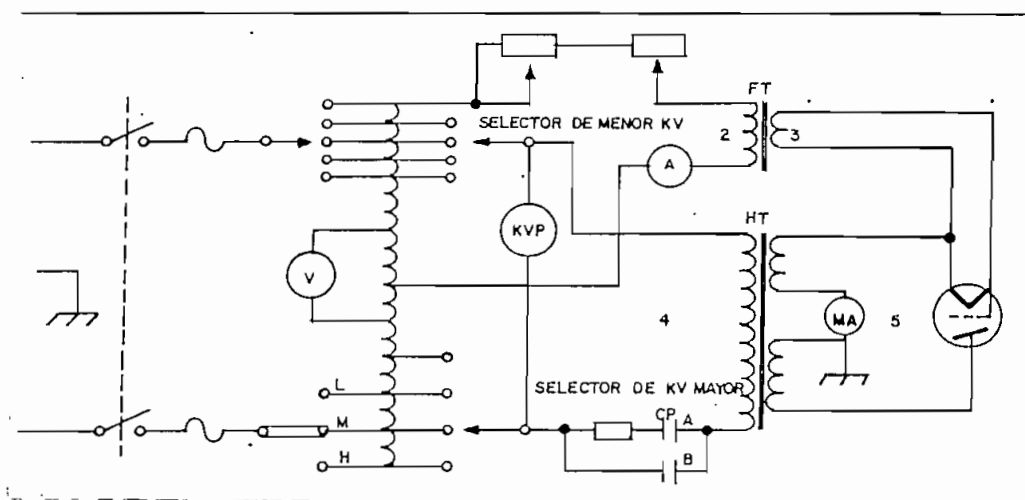 FT
SELECTOR DE MENOR KV
2
3
A
KVP
HT
V
4
MA
5
L
SELECTOR DE KV MAYOR
CP
A
M
B
H